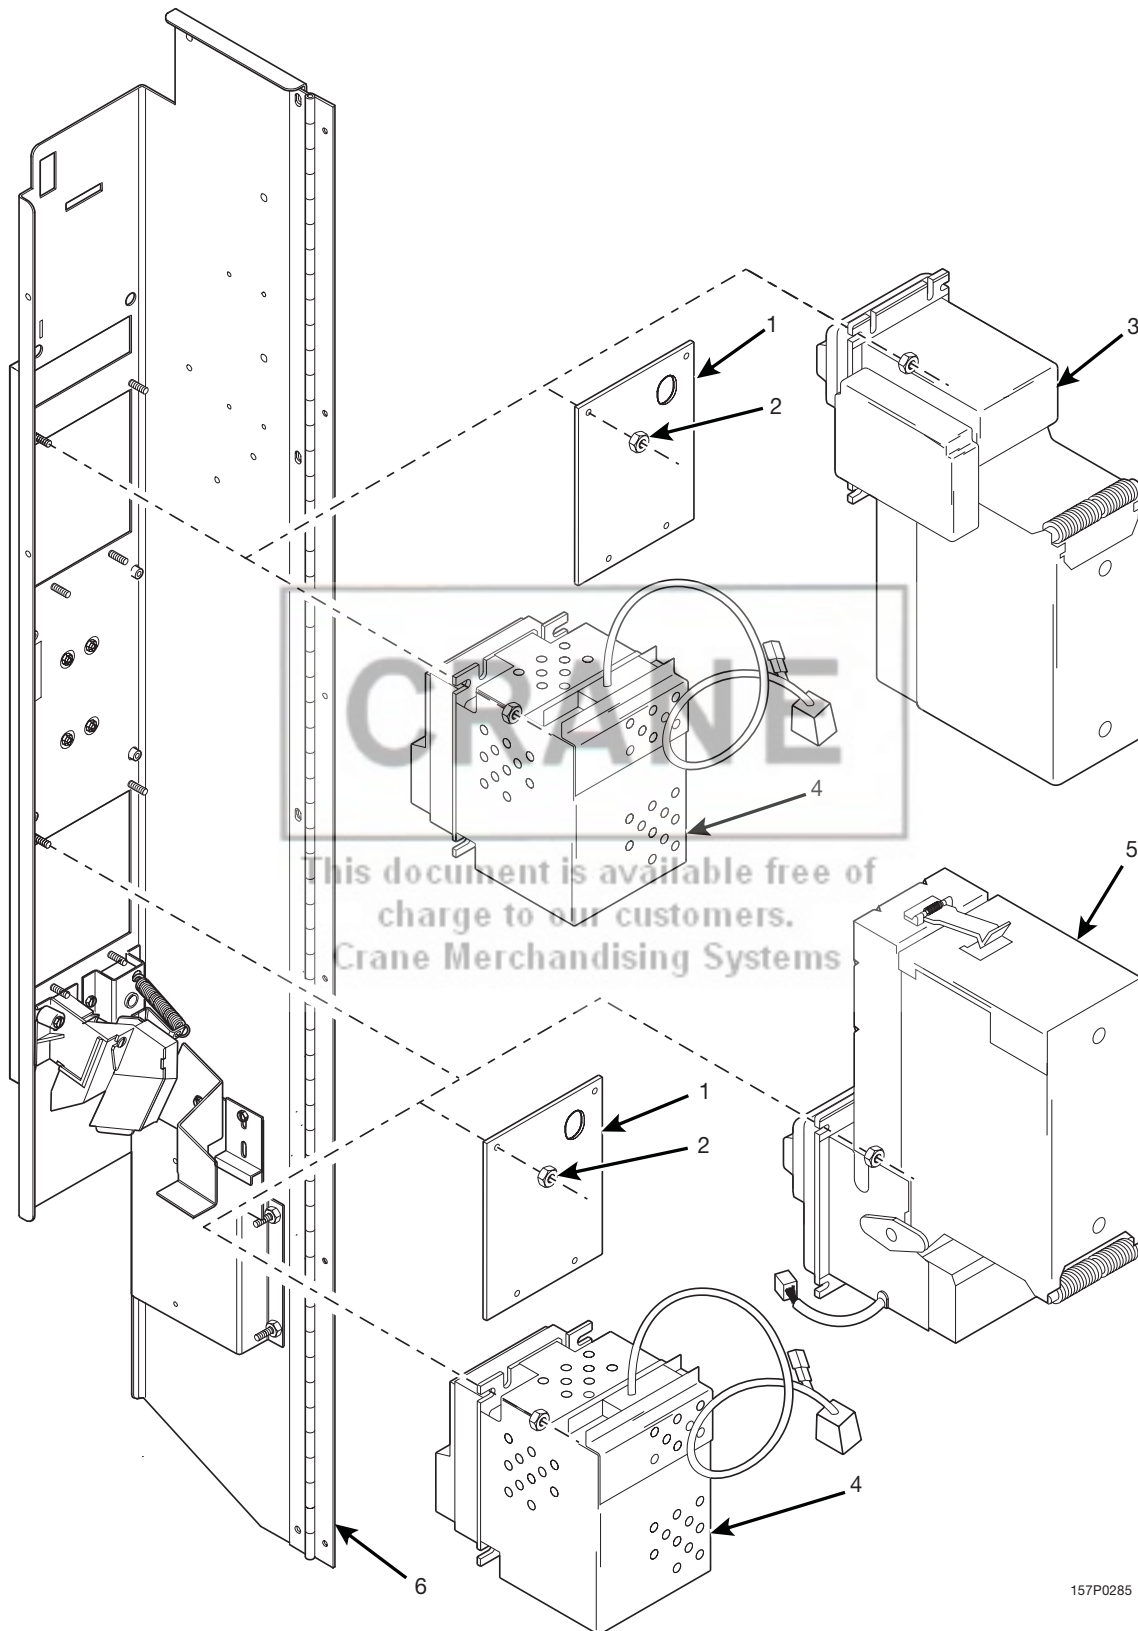 1
3
2
CRANE
4
This document is available free of
charge to our customers.
Crane Merchandising Systems
5
1
2
4
6
157P0285